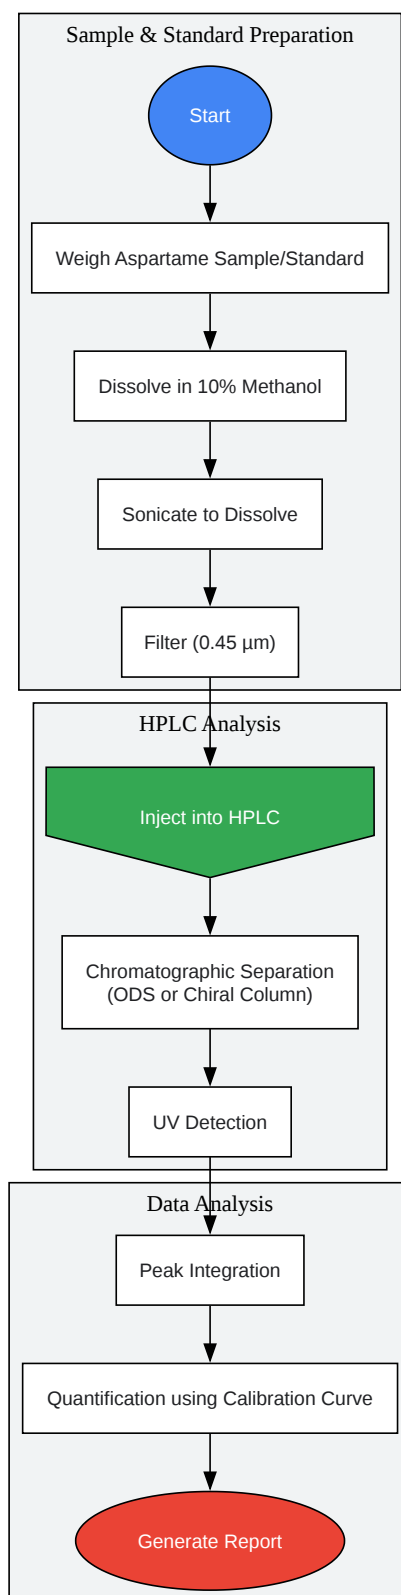 Sample & Standard Preparation
Start
Weigh Aspartame Sample/Standard
Dissolve in 10% Methanol
Sonicate to Dissolve
Filter (0.45 µm)
HPLC Analysis
Inject into HPLC
Chromatographic Separation
(ODS or Chiral Column)
UV Detection
Data Analysis
Peak Integration
Quantification using Calibration Curve
Generate Report